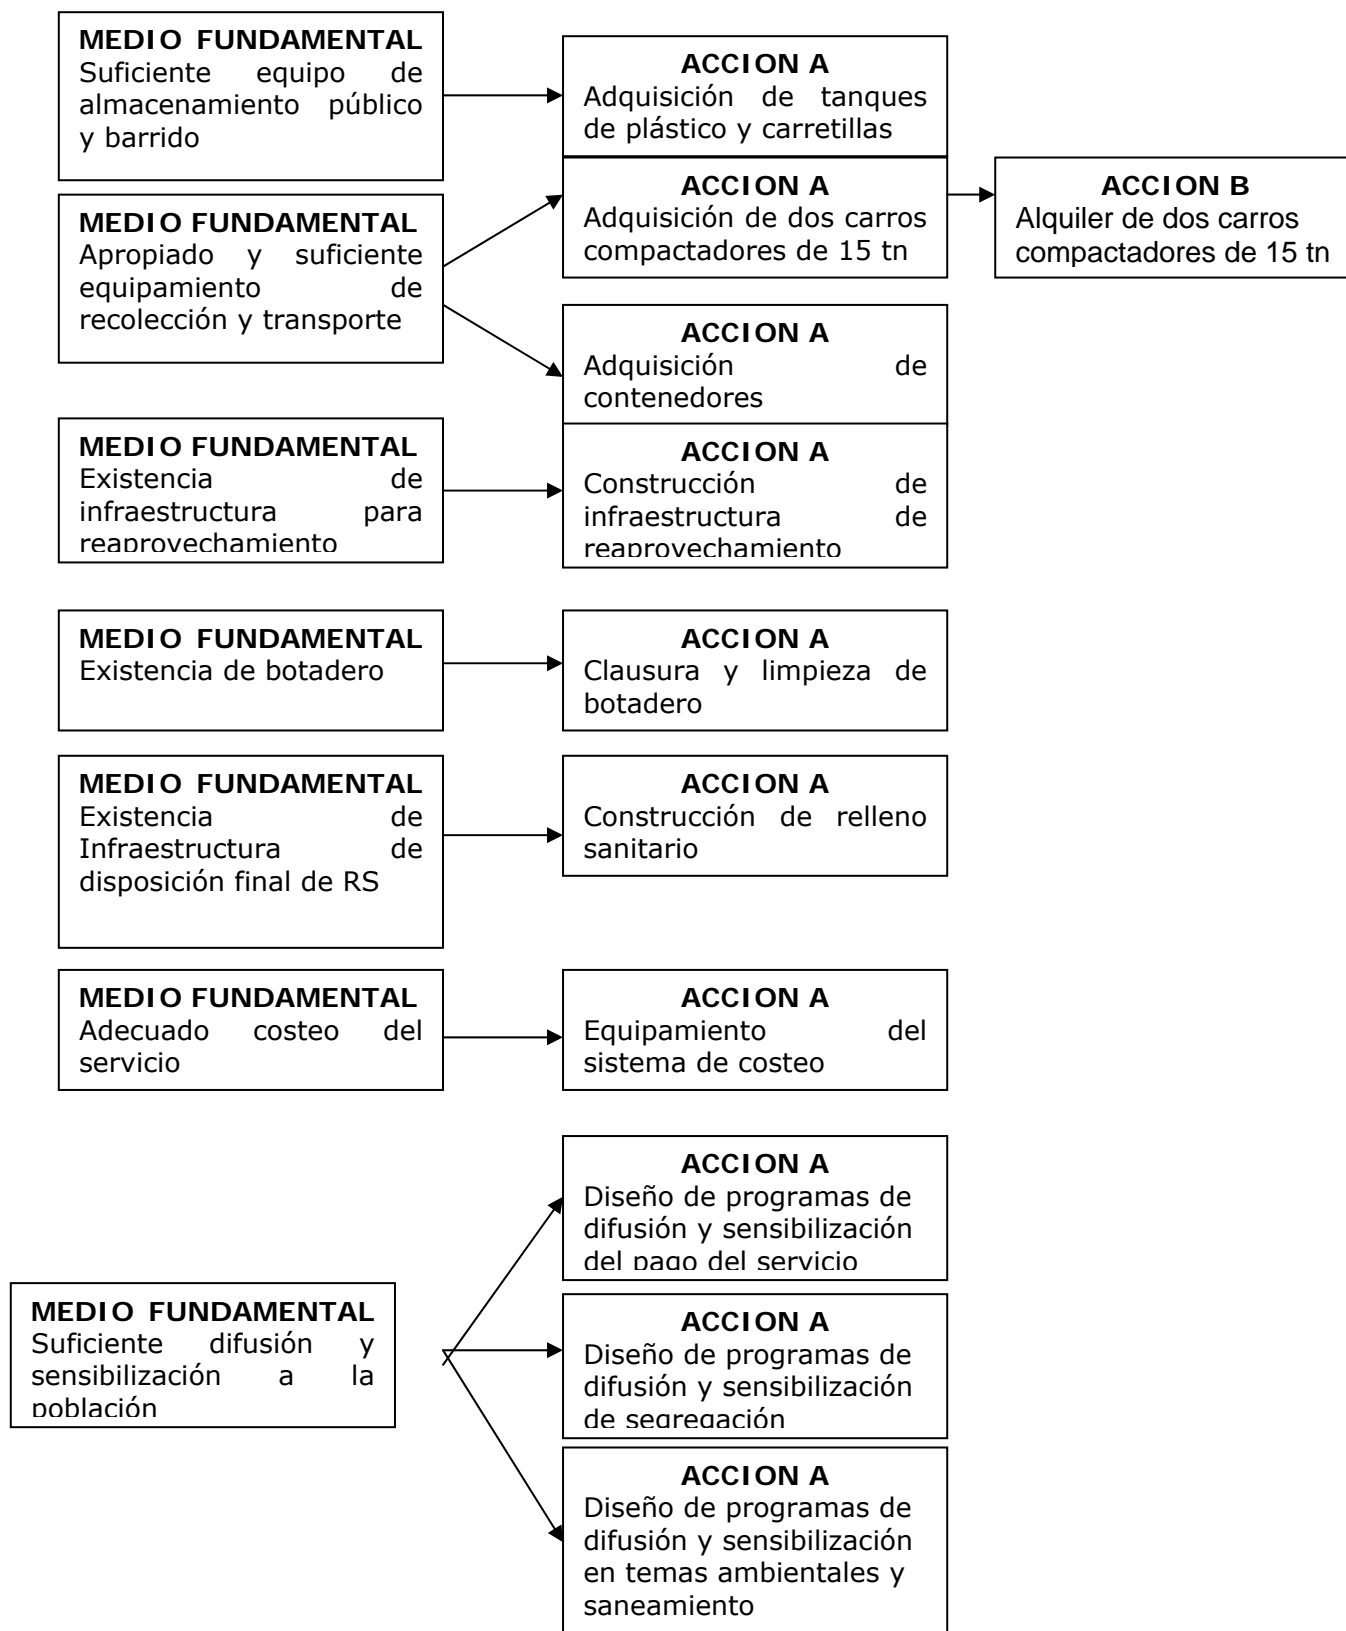 MEDIO FUNDAMENTAL
Suficiente equipo de
almacenamiento público
y barrido
ACCION A
Adquisición de tanques
de plástico y carretillas
MEDIO FUNDAMENTAL
Apropiado y suficiente
equipamiento de
recolección y transporte
ACCION A
Adquisición de dos carros
compactadores de 15 tn
ACCION B
Alquiler de dos carros
compactadores de 15 tn
ACCION A
Adquisición de
contenedores
MEDIO FUNDAMENTAL
Existencia de
infraestructura para
reaprovechamiento
ACCION A
Construcción de
infraestructura de
reaprovechamiento
MEDIO FUNDAMENTAL
Existencia de botadero
ACCION A
Clausura y limpieza de
botadero
MEDIO FUNDAMENTAL
Existencia de
Infraestructura de
disposición final de RS
ACCION A
Construcción de relleno
sanitario
MEDIO FUNDAMENTAL
Adecuado costeo del
servicio
ACCION A
Equipamiento del
sistema de costeo
MEDIO FUNDAMENTAL
Suficiente difusión y
sensibilización a la
población
ACCION A
Diseño de programas de
difusión y sensibilización
del pago del servicio
ACCION A
Diseño de programas de
difusión y sensibilización
de segregación
ACCION A
Diseño de programas de
difusión y sensibilización
en temas ambientales y
saneamiento